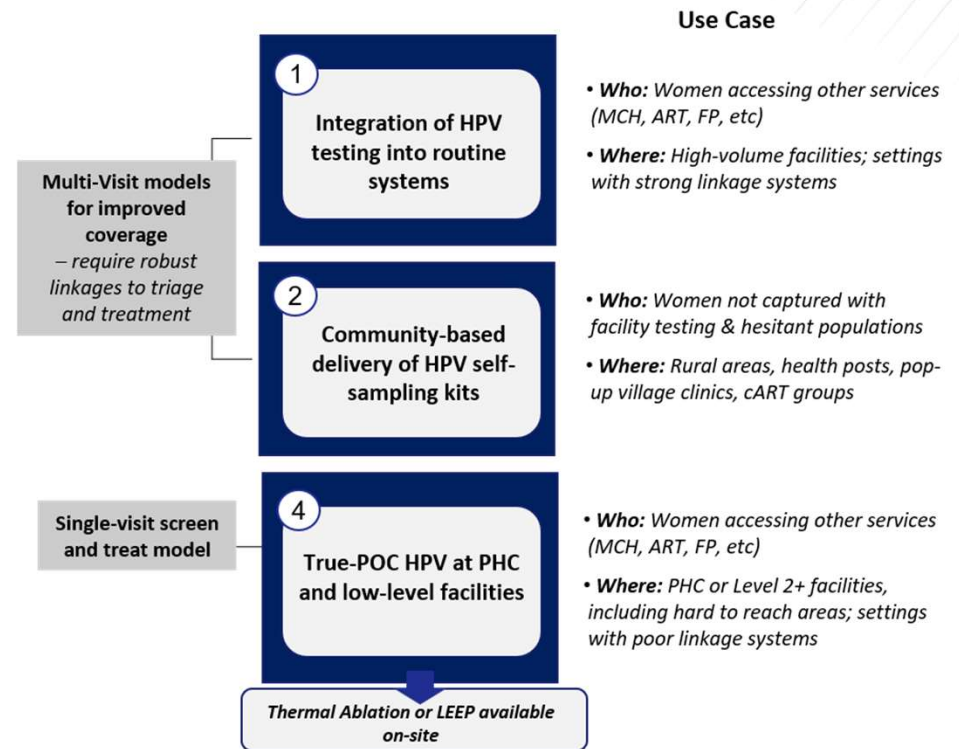 Use Case
1
Integration of HPV
testing into routine
systems
• Who: Women accessing other services
(MCH, ART, FP, etc)
• Where: High-volume facilities; settings
with strong linkage systems
Multi-Visit models
for improved
coverage
– require robust
linkages to triage
and treatment
2
Community-based
delivery of HPV self-
sampling kits
• Who: Women not captured with
facility testing & hesitant populations
• Where: Rural areas, health posts, pop-
up village clinics, cART groups
Single-visit screen
and treat model
4
True-POC HPV at PHC
and low-level facilities
• Who: Women accessing other services
(MCH, ART, FP, etc)
• Where: PHC or Level 2+ facilities,
including hard to reach areas; settings
with poor linkage systems
Thermal Ablation or LEEP available
on-site